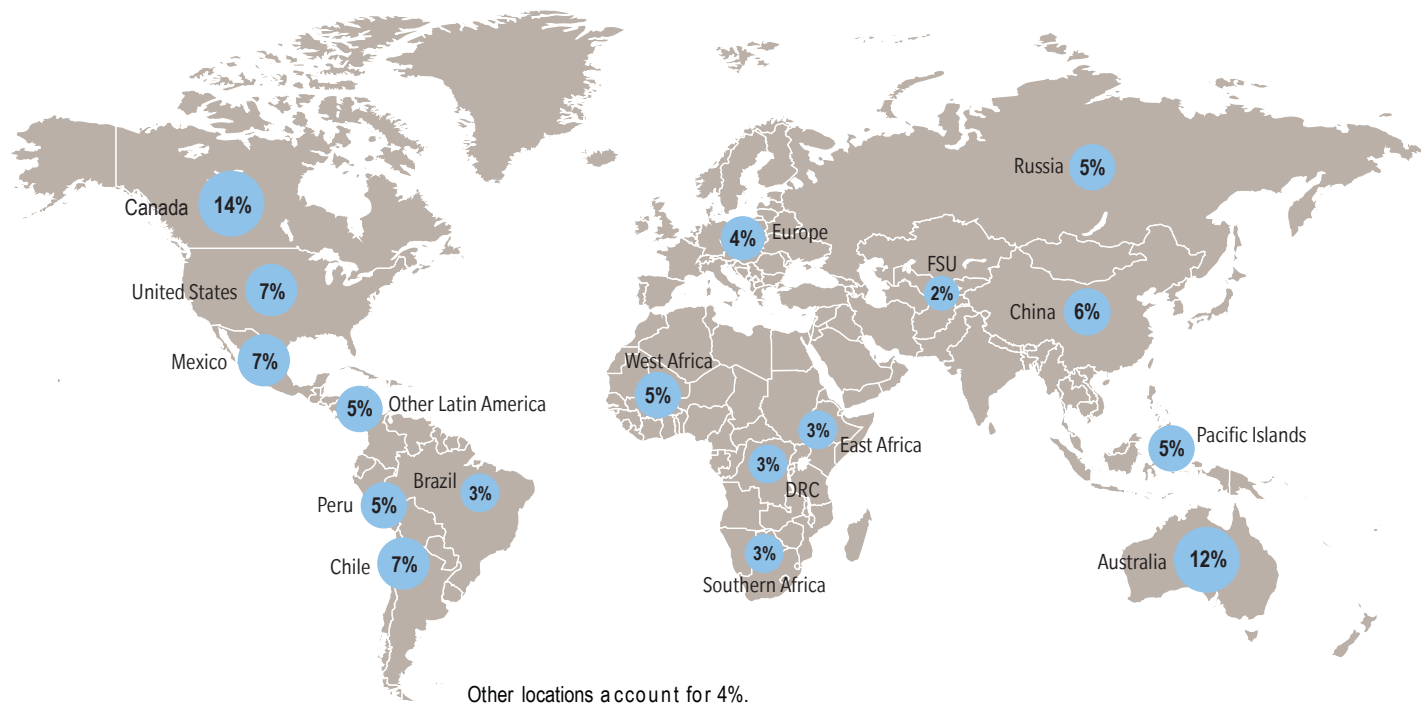 Russia
5%
Canada
14%
4%
Europe
FSU
2%
United States
7%
China
6%
Mexico
7%
West Africa
5%
5%
Other Latin America
3%
East Africa
5%
Pacific Islands
3%
DRC
Brazil
3%
Peru
5%
Chile
7%
3%
Southern Africa
Australia
12%
Other locations account for 4%.